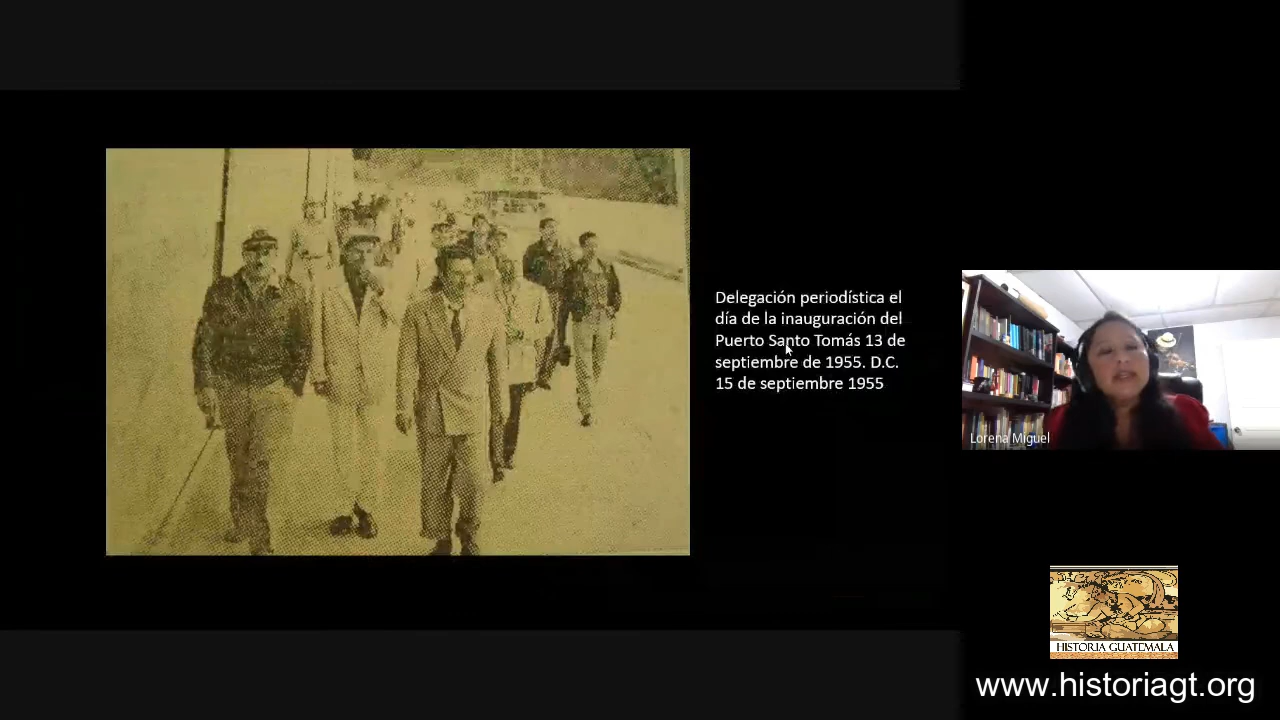 Delegación periodística el
día de la inauguración del
Puerto Santo Tomás 13 de
septiembre de 1955. D.C.
15 de septiembre 1955
Lorena Miguel
HISTORIA GUATEMALA
www.historiagt.org